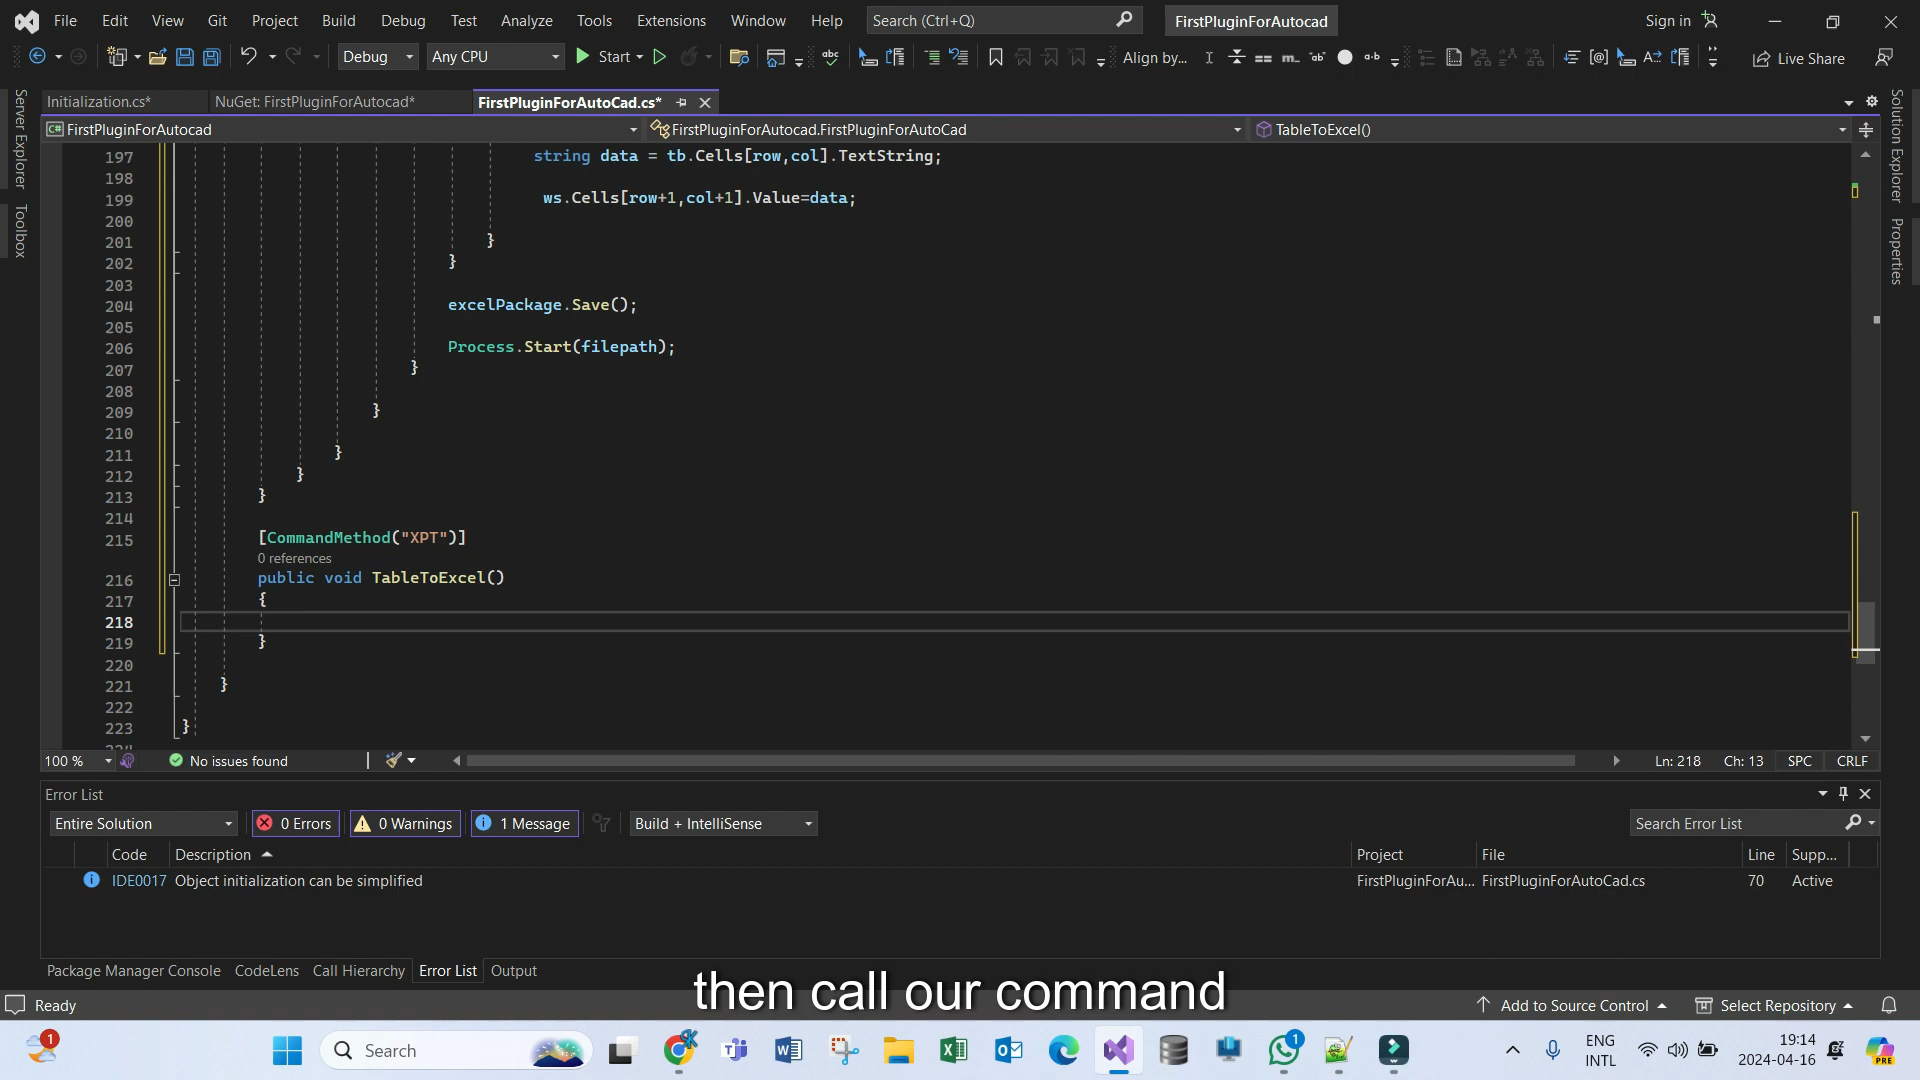 File Edit View Git Project Build Debug Test Analyze Tools Extensions Window Help Search (Ctrl+Q) FirstPluginForAutocad Sign in
Debug Any CPU Start Align by... Live Share
Server Explorer
Toolbox
Solution Explorer
Properties
Initialization.cs* NuGet: FirstPluginForAutocad* FirstPluginForAutoCad.cs*
FirstPluginForAutocad FirstPluginForAutocad.FirstPluginForAutoCad TableToExcel()
197 string data = tb.Cells[row,col].TextString;
198
199 ws.Cells[row+1,col+1].Value=data;
200
201 }
202 }
203
204 excelPackage.Save();
205
206 Process.Start(filepath);
207 }
208
209 }
210
211 }
212 }
213 }
214
215 [CommandMethod("XPT")]
0 references
216 public void TableToExcel()
217 {
218
219 }
220
221 }
222
223 }
100 % No issues found Ln: 218 Ch: 13 SPC CRLF
Error List
Entire Solution 0 Errors 0 Warnings 1 Message Build + IntelliSense Search Error List
Code Description Project File Line Supp...
IDE0017 Object initialization can be simplified FirstPluginForAu... FirstPluginForAutoCad.cs 70 Active
Package Manager Console CodeLens Call Hierarchy Error List Output
then call our command
Ready Add to Source Control Select Repository
1 Search 1 ENG INTL 19:14 2024-04-16 PRE